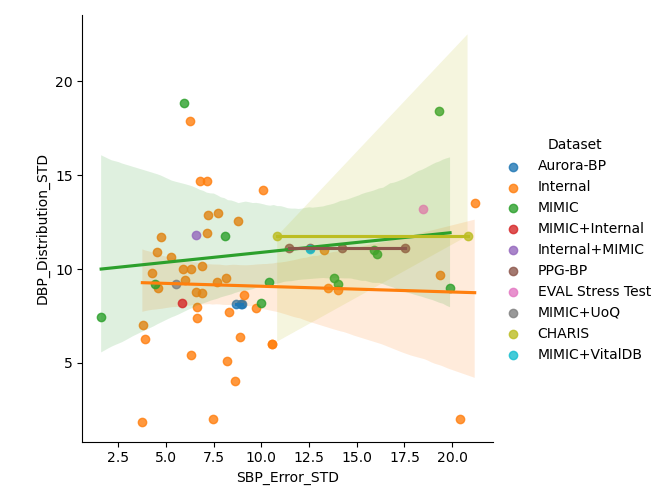 20
15
10
5
DBP_Distribution_STD
2.5 5.0 7.5 10.0 12.5 15.0 17.5 20.0
SBP_Error_STD
Dataset
Aurora-BP
Internal
MIMIC
MIMIC+Internal
Internal+MIMIC
PPG-BP
EVAL Stress Test
MIMIC+UoQ
CHARIS
MIMIC+VitalDB